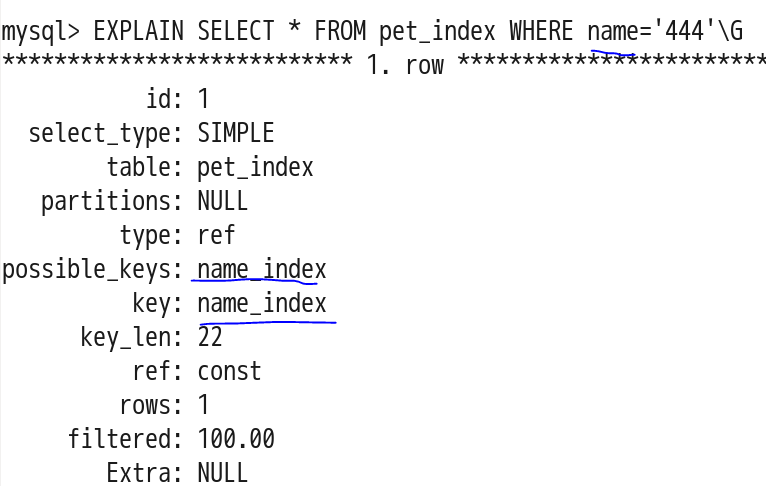 mysql> EXPLAIN SELECT * FROM pet_index WHERE name='444'\G
*************************** 1. row ************************
id: 1
select_type: SIMPLE
table: pet_index
partitions: NULL
type: ref
possible_keys: name_index
key: name_index
key_len: 22
ref: const
rows: 1
filtered: 100.00
Extra: NULL